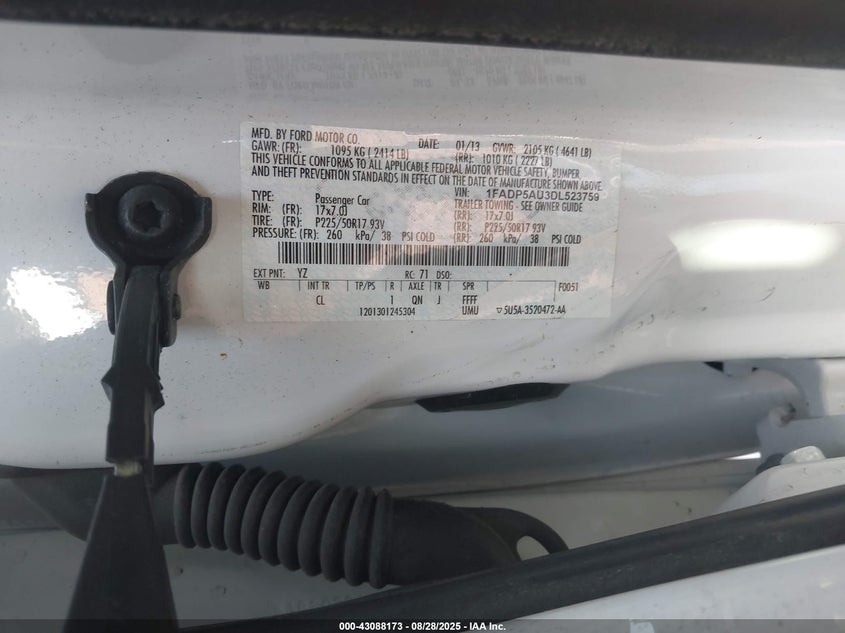 MFD. BY FORD MOTOR CO. DATE: 01/13 GVWR: 2105 KG ( 4641 LB)
GAWR: (FR): 1095 KG ( 2414 LB) (RR): 1010 KG ( 2227 LB)
THIS VEHICLE CONFORMS TO ALL APPLICABLE FEDERAL MOTOR VEHICLE SAFETY, BUMPER,
AND THEFT PREVENTION STANDARDS IN EFFECT ON THE DATE OF MANUFACTURE SHOWN ABOVE.
VIN: 1FADP5AU3DL523759
TYPE: Passenger Car TRAILER TOWING - SEE OWNER GUIDE
RIM: (FR): 17x7.0J (RR): 17x7.0J
TIRE: (FR): P225/50R17 93V (RR): P225/50R17 93V
PRESSURE: (FR): 260 kPa/ 38 PSI COLD (RR): 260 kPa/ 38 PSI COLD
EXT PNT: YZ RC: 71 DSO:
WB INT TR TP/PS R AXLE TR SPR F0051
CL 1 QN J FFFF
1201301245304 UMU ▽5U5A-3520472-AA
000-43088173 - 08/28/2025 - IAA Inc.